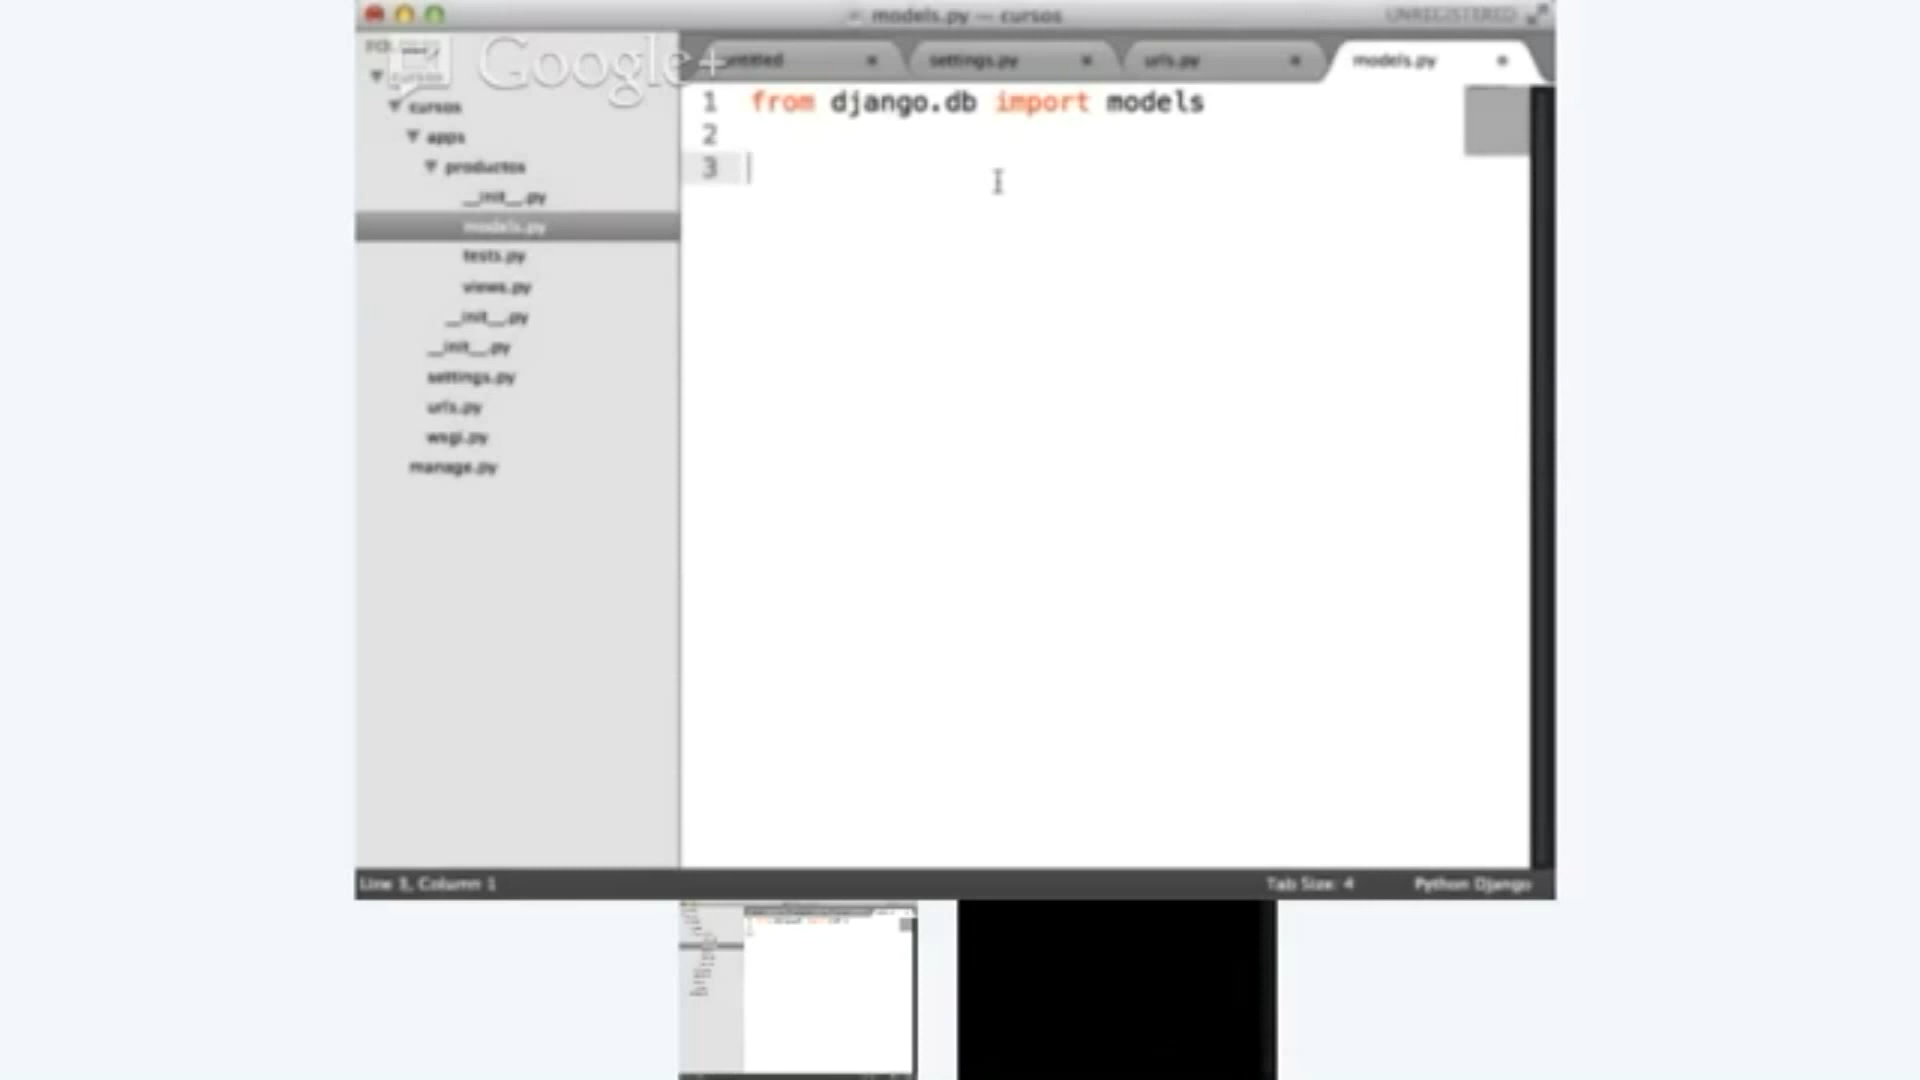 models.py — cursos
UNREGISTERED
Google+
cursos
untitled
settings.py
urls.py
models.py
cursos
apps
productos
__init__.py
models.py
tests.py
views.py
__init__.py
__init__.py
settings.py
urls.py
wsgi.py
manage.py
1 from django.db import models
2
3
Line 3, Column 1
Tab Size: 4
Python Django